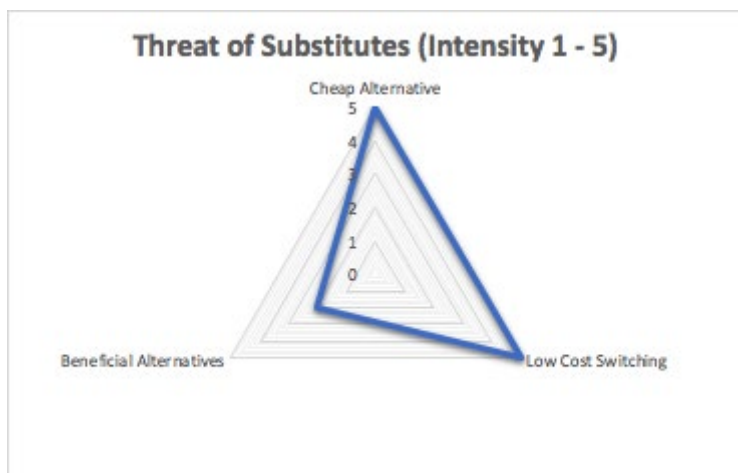 Threat of Substitutes (Intensity 1 - 5)
Cheap Alternative
5
4
3
2
1
0
Beneficial Alternatives
Low Cost Switching